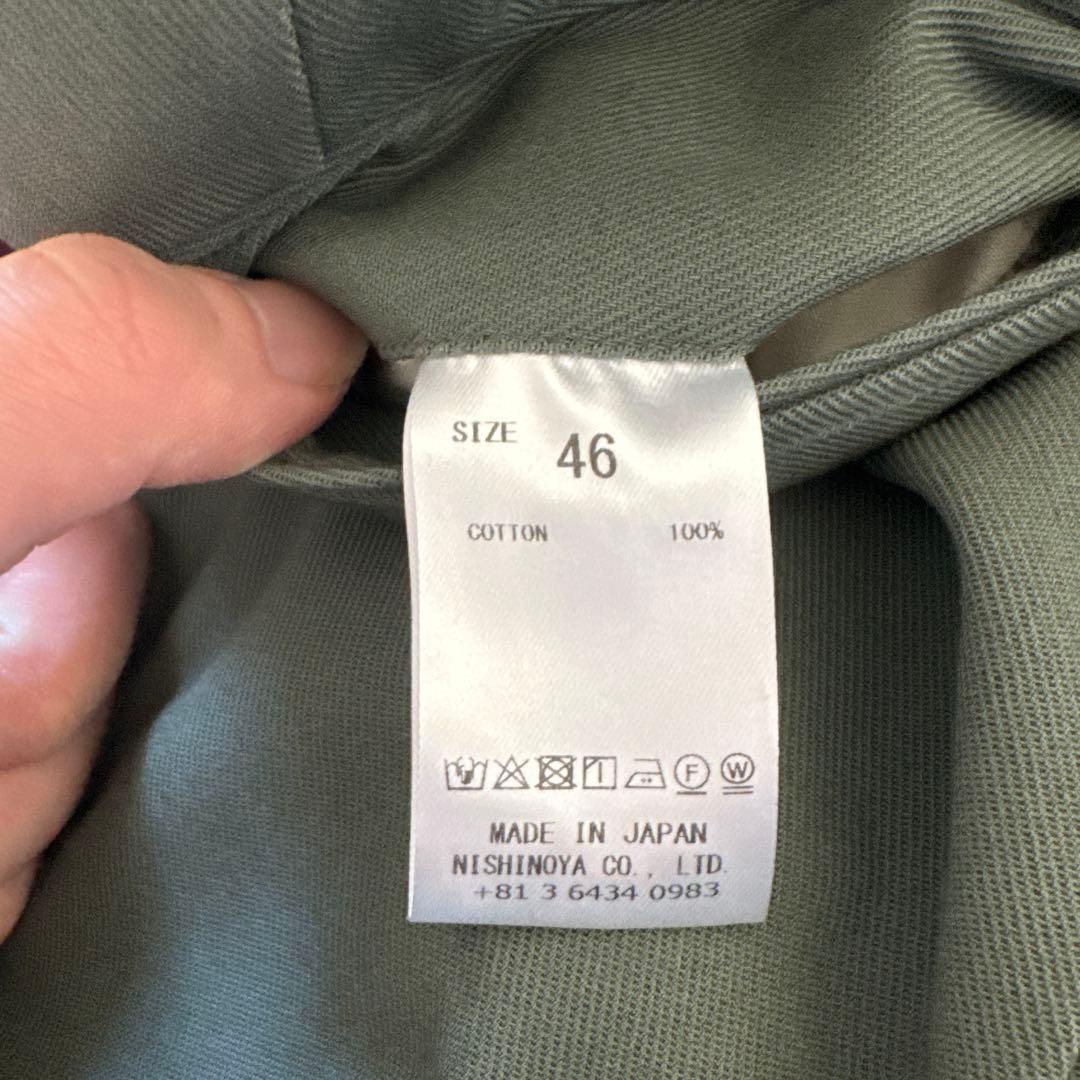 SIZE 46
COTTON 100%
F W
MADE IN JAPAN
NISHINOYA CO., LTD.
+81 3 6434 0983